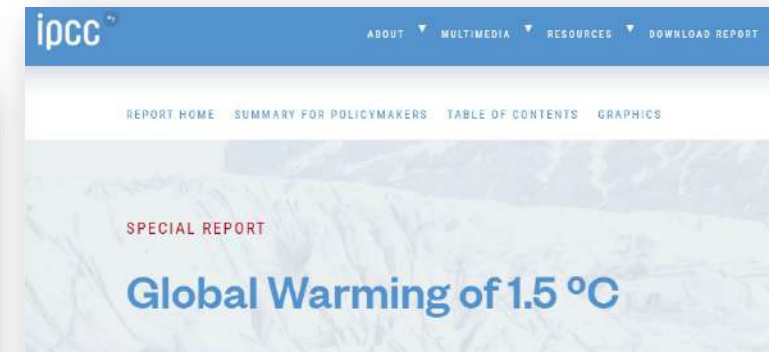 ipcc
ABOUT ▼ MULTIMEDIA ▼ RESOURCES ▼ DOWNLOAD REPORT
REPORT HOME SUMMARY FOR POLICYMAKERS TABLE OF CONTENTS GRAPHICS
SPECIAL REPORT
Global Warming of 1.5 ºC